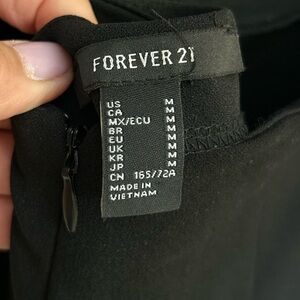 FOREVER 21
US M
CA M
MX/ECU M
BR M
EU M
UK M
KR M
JP M
CN 165/72A
MADE IN
VIETNAM